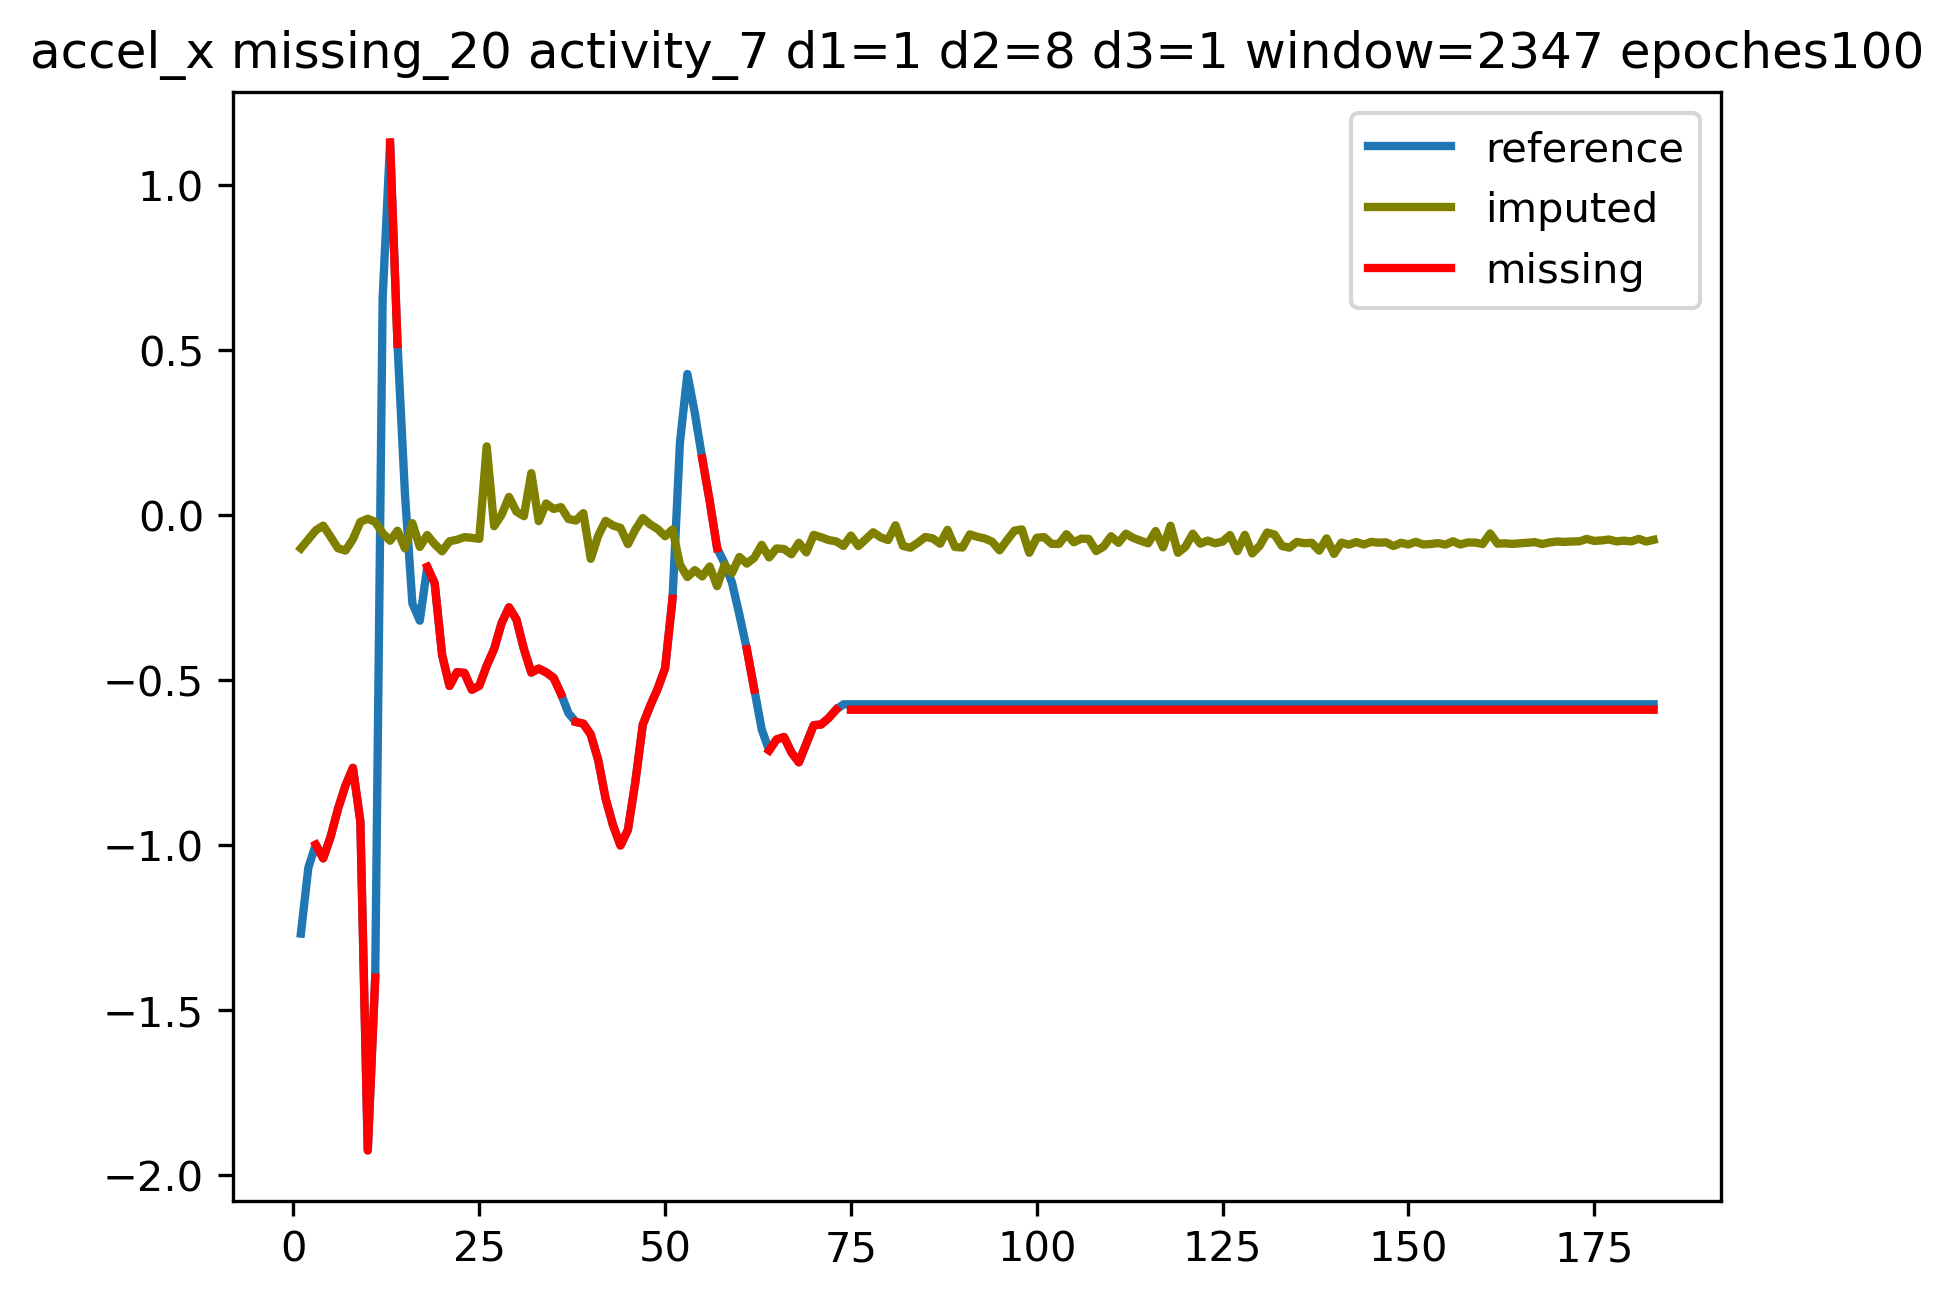 accel_x missing_20 activity_7 d1=1 d2=8 d3=1 window=2347 epoches100
reference
imputed
missing
1.0
0.5
0.0
−0.5
−1.0
−1.5
−2.0
0 25 50 75 100 125 150 175